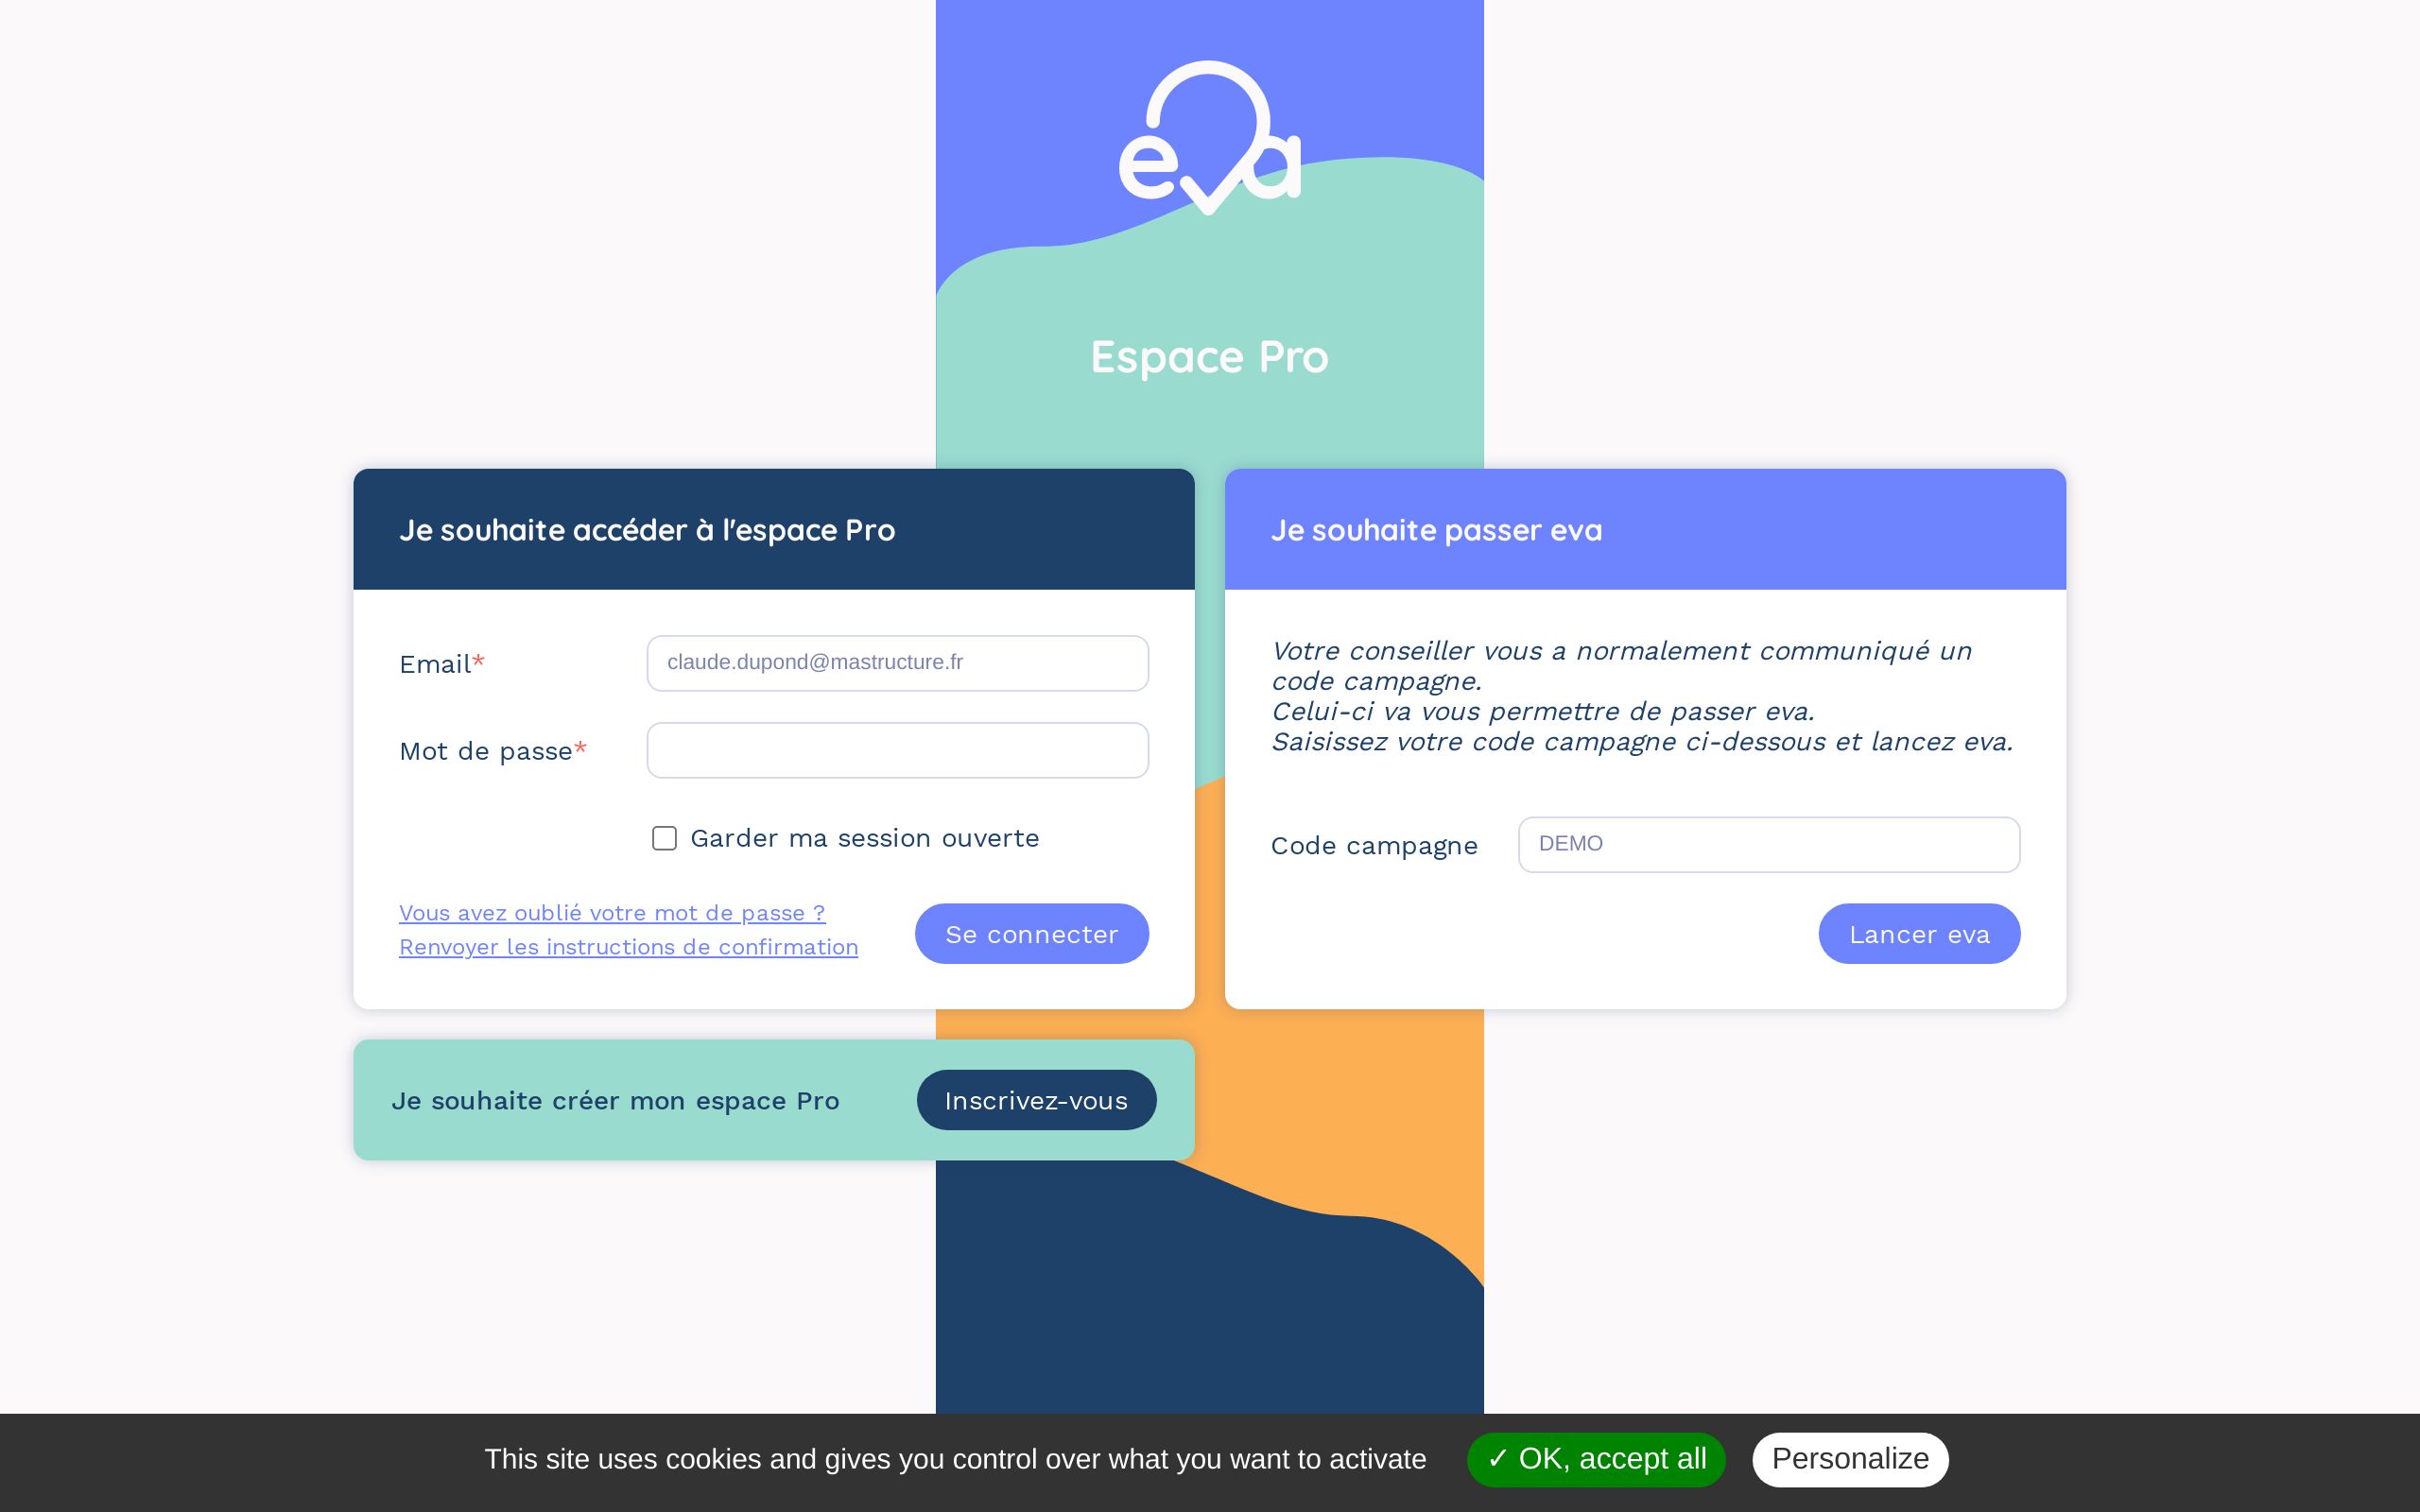 eva
Espace Pro
Je souhaite accéder à l'espace Pro
Email*
claude.dupond@mastructure.fr
Mot de passe*
Garder ma session ouverte
Vous avez oublié votre mot de passe ?
Renvoyer les instructions de confirmation
Se connecter
Je souhaite passer eva
Votre conseiller vous a normalement communiqué un
code campagne.
Celui-ci va vous permettre de passer eva.
Saisissez votre code campagne ci-dessous et lancez eva.
Code campagne
DEMO
Lancer eva
Je souhaite créer mon espace Pro
Inscrivez-vous
This site uses cookies and gives you control over what you want to activate
✓ OK, accept all
Personalize